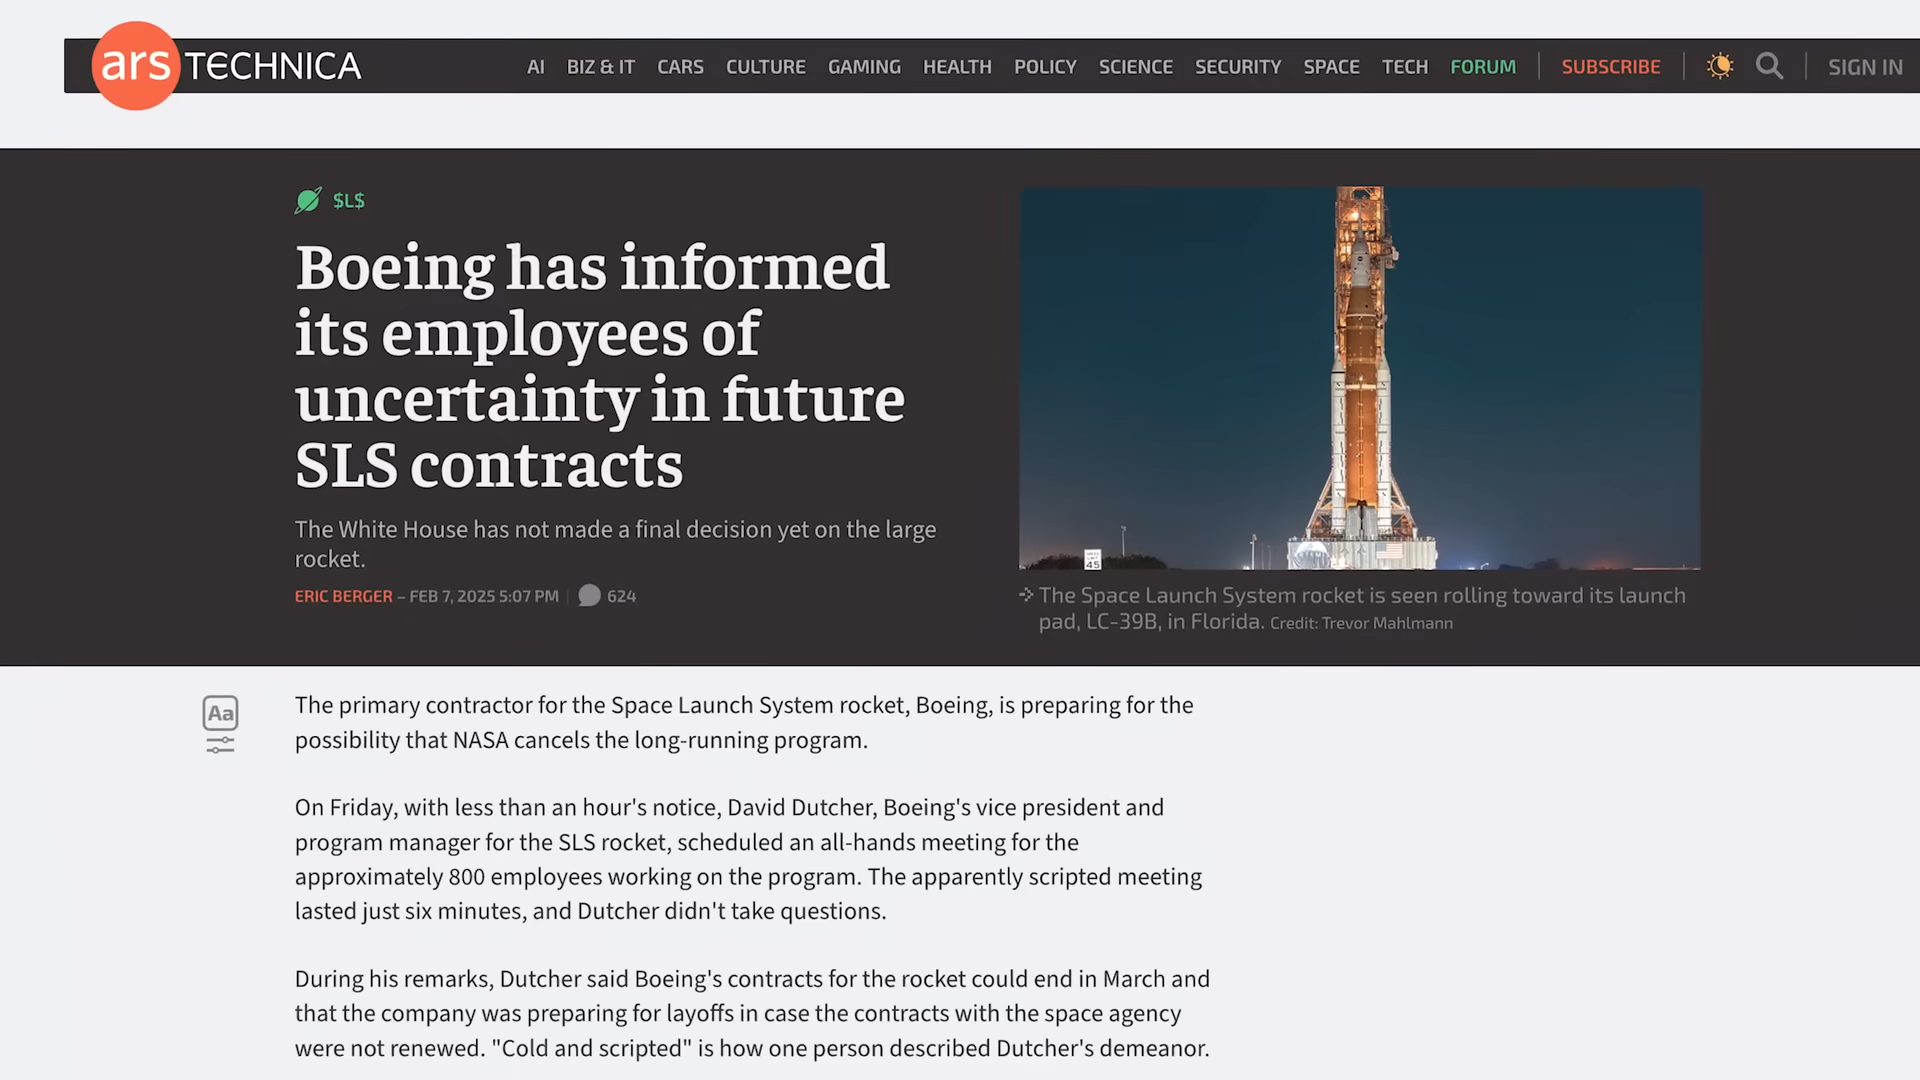 ars TECHNICA
AI BIZ & IT CARS CULTURE GAMING HEALTH POLICY SCIENCE SECURITY SPACE TECH FORUM SUBSCRIBE SIGN IN
$L$
Boeing has informed
its employees of
uncertainty in future
SLS contracts
The White House has not made a final decision yet on the large
rocket.
ERIC BERGER – FEB 7, 2025 5:07 PM 624
45
The Space Launch System rocket is seen rolling toward its launch
pad, LC-39B, in Florida. Credit: Trevor Mahlmann
Aa
The primary contractor for the Space Launch System rocket, Boeing, is preparing for the
possibility that NASA cancels the long-running program.
On Friday, with less than an hour's notice, David Dutcher, Boeing's vice president and
program manager for the SLS rocket, scheduled an all-hands meeting for the
approximately 800 employees working on the program. The apparently scripted meeting
lasted just six minutes, and Dutcher didn't take questions.
During his remarks, Dutcher said Boeing's contracts for the rocket could end in March and
that the company was preparing for layoffs in case the contracts with the space agency
were not renewed. "Cold and scripted" is how one person described Dutcher's demeanor.